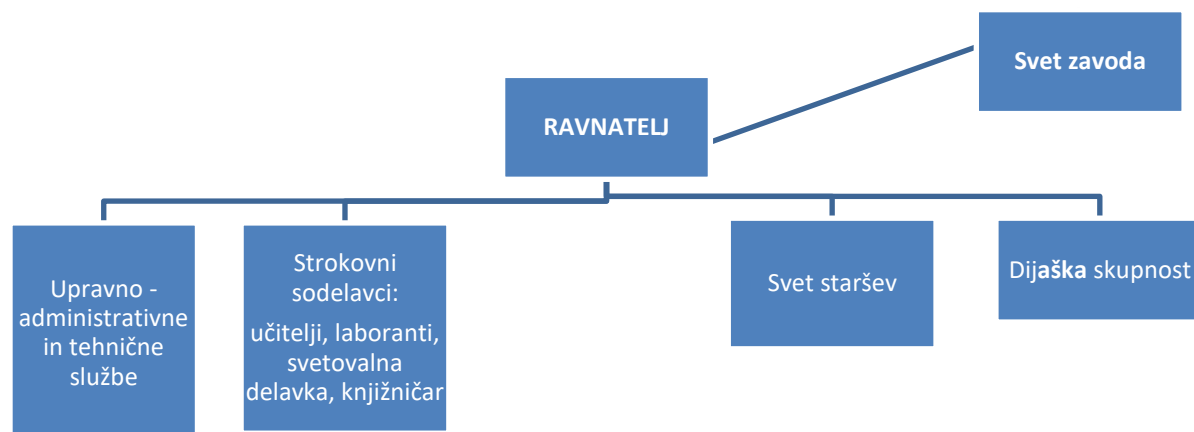 Svet zavoda
RAVNATELJ
Upravno -
administrativne
in tehnične
službe
Strokovni
sodelavci:
učitelji, laboranti,
svetovalna
delavka, knjižničar
Svet staršev
Dijaška skupnost